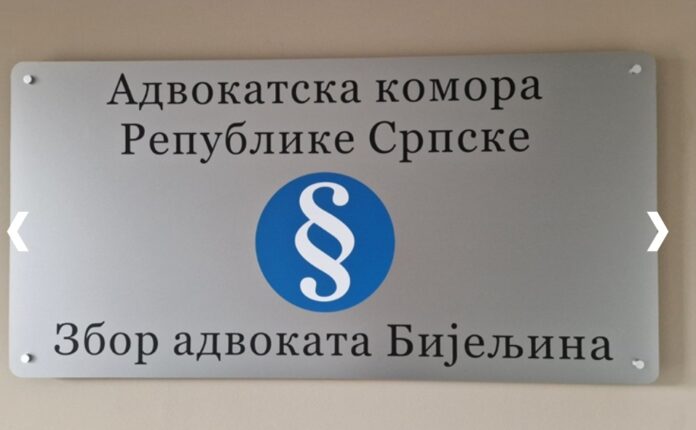 Адвокатска комора
Републике Српске
§
Збор адвоката Бијељина